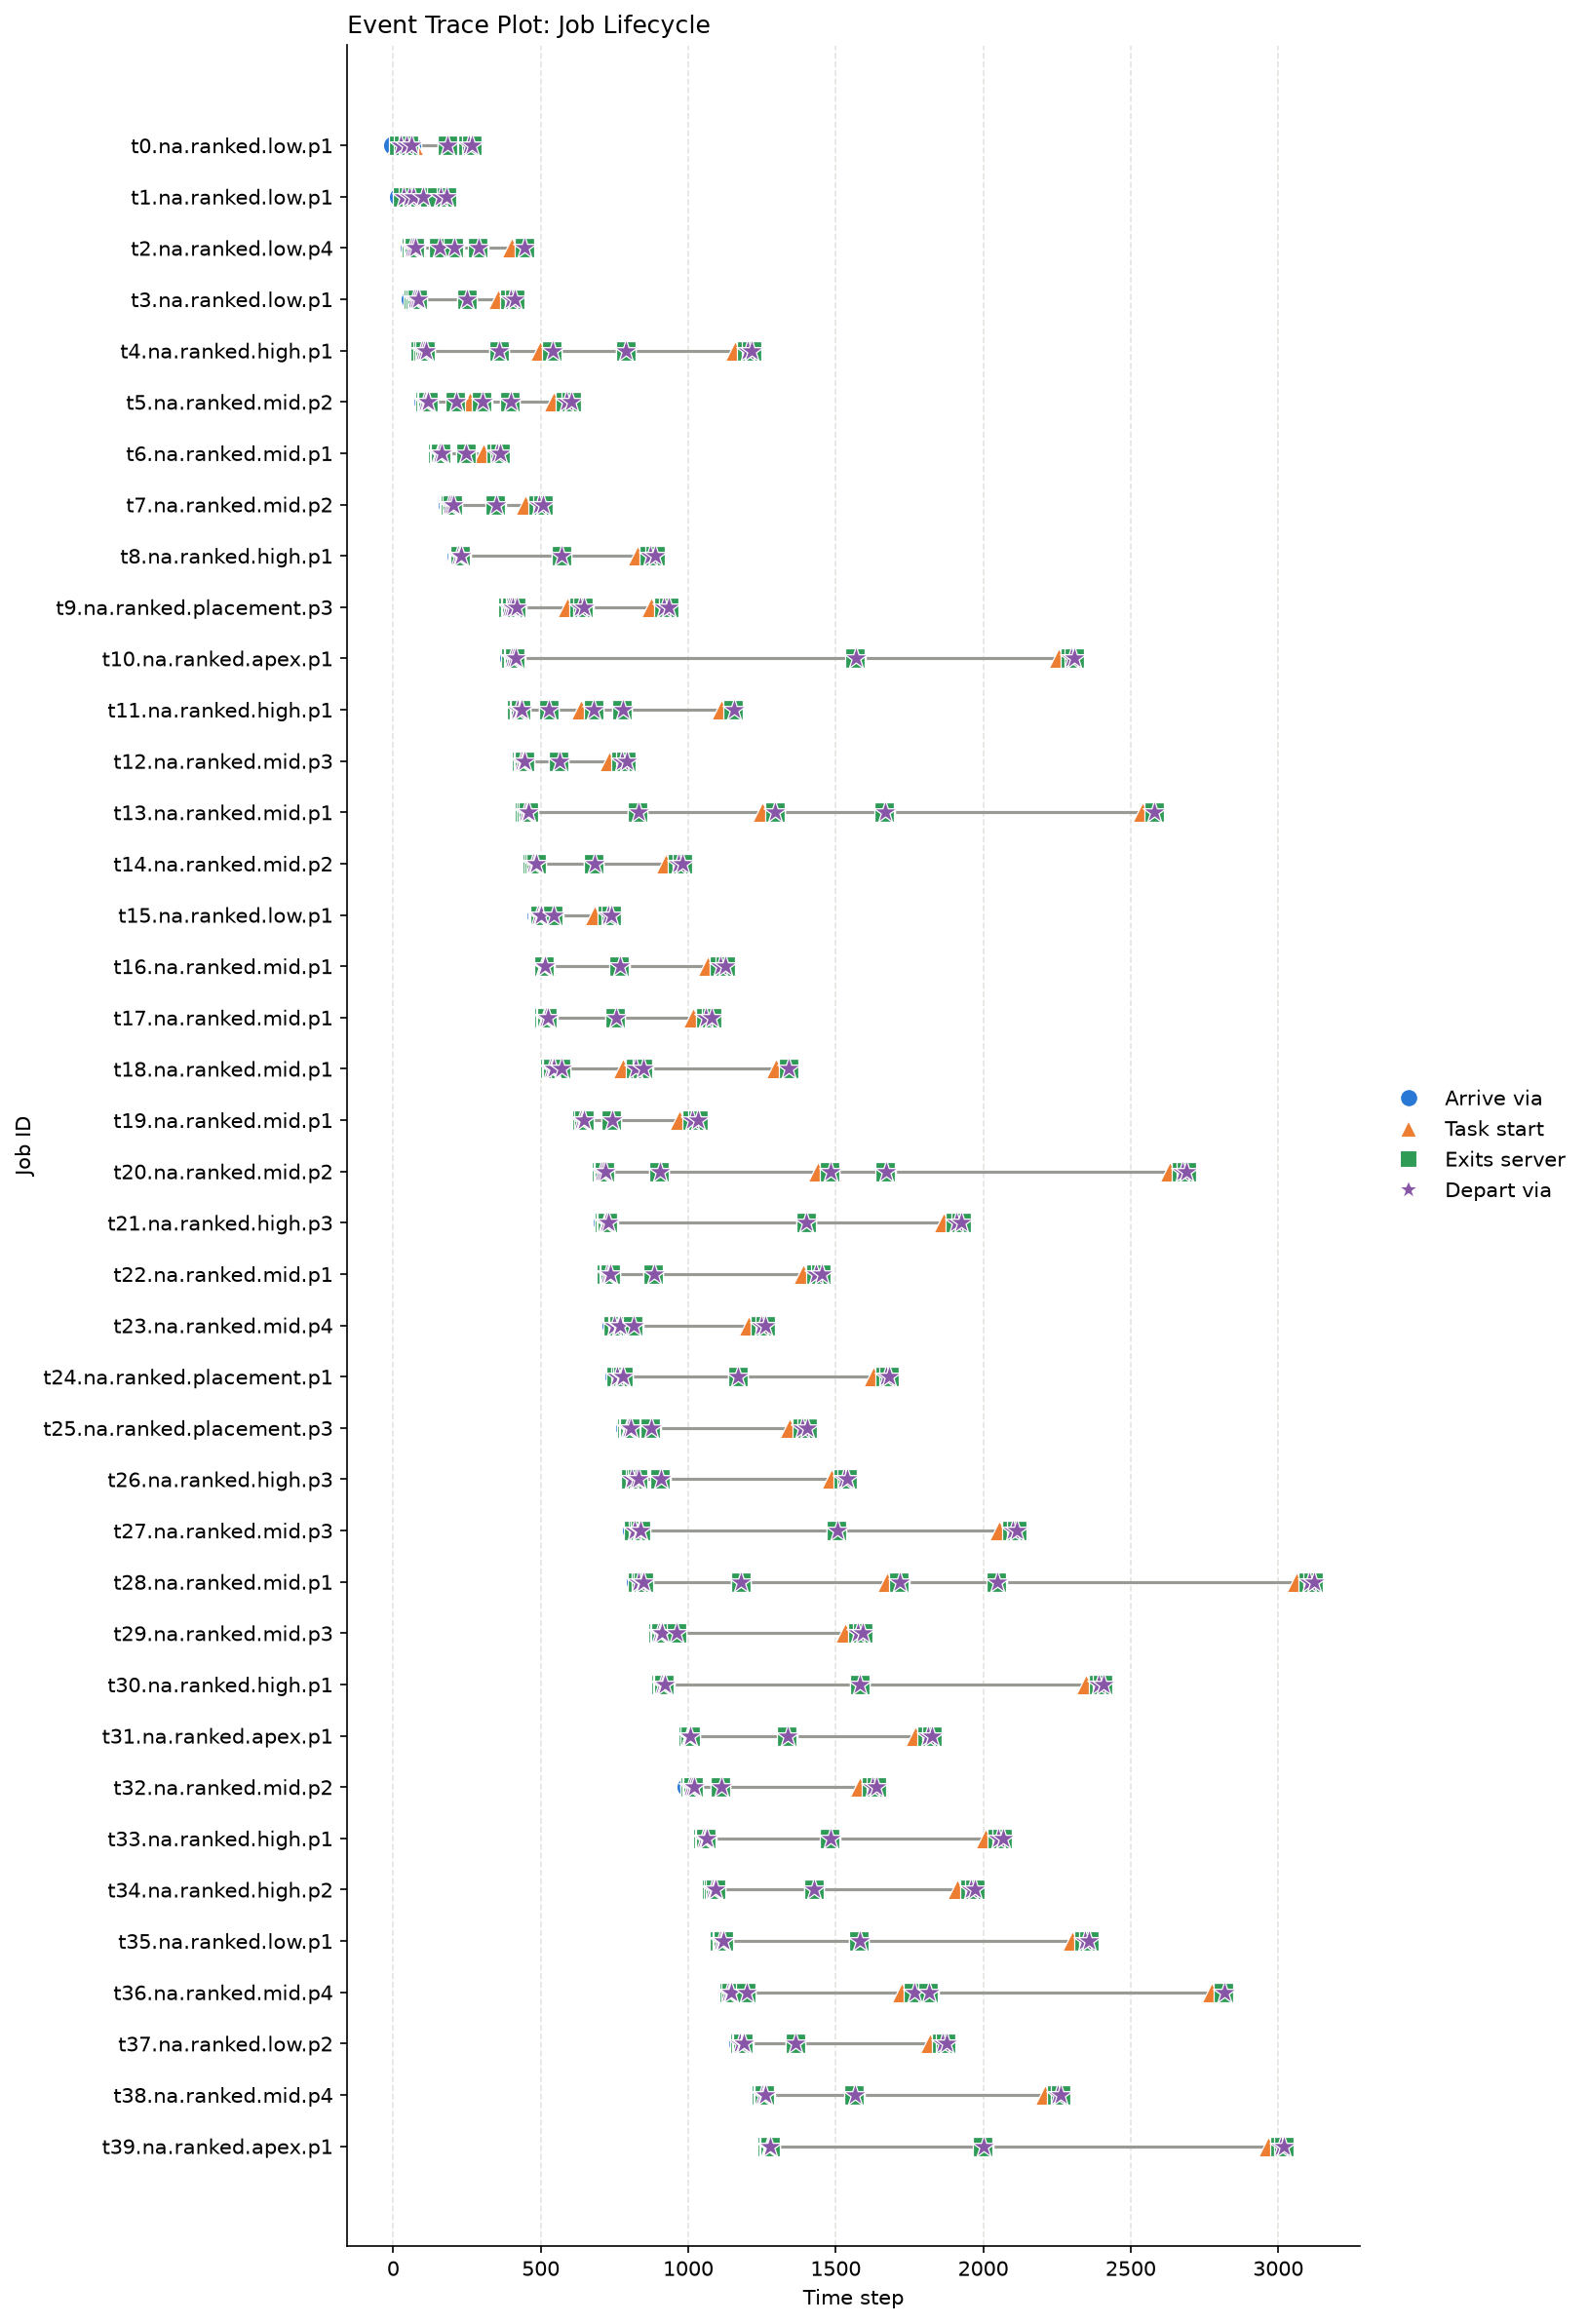 Event Trace Plot: Job Lifecycle
t0.na.ranked.low.p1
t1.na.ranked.low.p1
t2.na.ranked.low.p4
t3.na.ranked.low.p1
t4.na.ranked.high.p1
t5.na.ranked.mid.p2
t6.na.ranked.mid.p1
t7.na.ranked.mid.p2
t8.na.ranked.high.p1
t9.na.ranked.placement.p3
t10.na.ranked.apex.p1
t11.na.ranked.high.p1
t12.na.ranked.mid.p3
t13.na.ranked.mid.p1
t14.na.ranked.mid.p2
t15.na.ranked.low.p1
t16.na.ranked.mid.p1
t17.na.ranked.mid.p1
t18.na.ranked.mid.p1
t19.na.ranked.mid.p1
t20.na.ranked.mid.p2
t21.na.ranked.high.p3
t22.na.ranked.mid.p1
t23.na.ranked.mid.p4
t24.na.ranked.placement.p1
t25.na.ranked.placement.p3
t26.na.ranked.high.p3
t27.na.ranked.mid.p3
t28.na.ranked.mid.p1
t29.na.ranked.mid.p3
t30.na.ranked.high.p1
t31.na.ranked.apex.p1
t32.na.ranked.mid.p2
t33.na.ranked.high.p1
t34.na.ranked.high.p2
t35.na.ranked.low.p1
t36.na.ranked.mid.p4
t37.na.ranked.low.p2
t38.na.ranked.mid.p4
t39.na.ranked.apex.p1
Job ID
0 500 1000 1500 2000 2500 3000
Time step
Arrive via
Task start
Exits server
Depart via